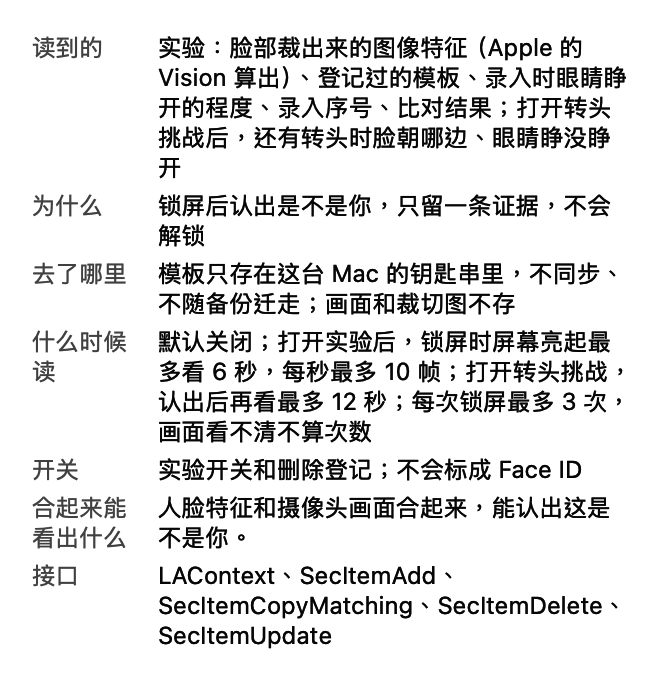 读到的 实验：脸部裁出来的图像特征（Apple 的
Vision 算出）、登记过的模板、录入时眼睛睁
开的程度、录入序号、比对结果；打开转头
挑战后，还有转头时脸朝哪边、眼睛睁没睁
开
为什么 锁屏后认出是不是你，只留一条证据，不会
解锁
去了哪里 模板只存在这台 Mac 的钥匙串里，不同步、
不随备份迁走；画面和裁切图不存
什么时候 默认关闭；打开实验后，锁屏时屏幕亮起最
读 多看 6 秒，每秒最多 10 帧；打开转头挑战，
认出后再看最多 12 秒；每次锁屏最多 3 次，
画面看不清不算次数
开关 实验开关和删除登记；不会标成 Face ID
合起来能 人脸特征和摄像头画面合起来，能认出这是
看出什么 不是你。
接口 LAContext、SecItemAdd、
SecItemCopyMatching、SecItemDelete、
SecItemUpdate